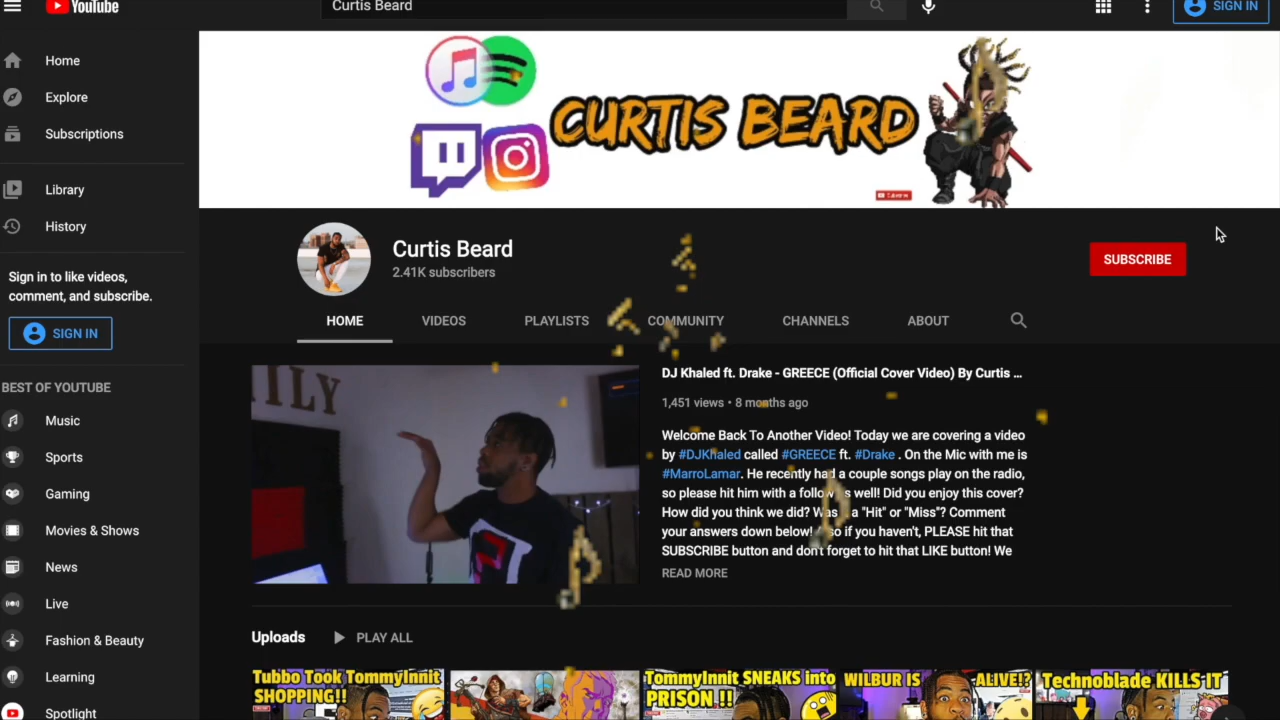 YouTube
Curtis Beard
SIGN IN
Home
Explore
Subscriptions
Library
History
Sign in to like videos,
comment, and subscribe.
SIGN IN
BEST OF YOUTUBE
Music
Sports
Gaming
Movies & Shows
News
Live
Fashion & Beauty
Learning
Spotlight
CURTIS BEARD
Curtis Beard
2.41K subscribers
SUBSCRIBE
HOME
VIDEOS
PLAYLISTS
COMMUNITY
CHANNELS
ABOUT
DJ Khaled ft. Drake - GREECE (Official Cover Video) By Curtis ...
1,451 views • 8 months ago
Welcome Back To Another Video! Today we are covering a video
by #DJKhaled called #GREECE ft. #Drake . On the Mic with me is
#MarroLamar. He recently had a couple songs play on the radio,
so please hit him with a follow as well! Did you enjoy this cover?
How did you think we did? Was a "Hit" or "Miss"? Comment
your answers down below! Also if you haven't, PLEASE hit that
SUBSCRIBE button and don't forget to hit that LIKE button! We
READ MORE
Uploads
PLAY ALL
Tubbo Took TommyInnit
SHOPPING!!
TommyInnit SNEAKS into
PRISON !!
WILBUR IS ALIVE!?
Technoblade KILLS IT